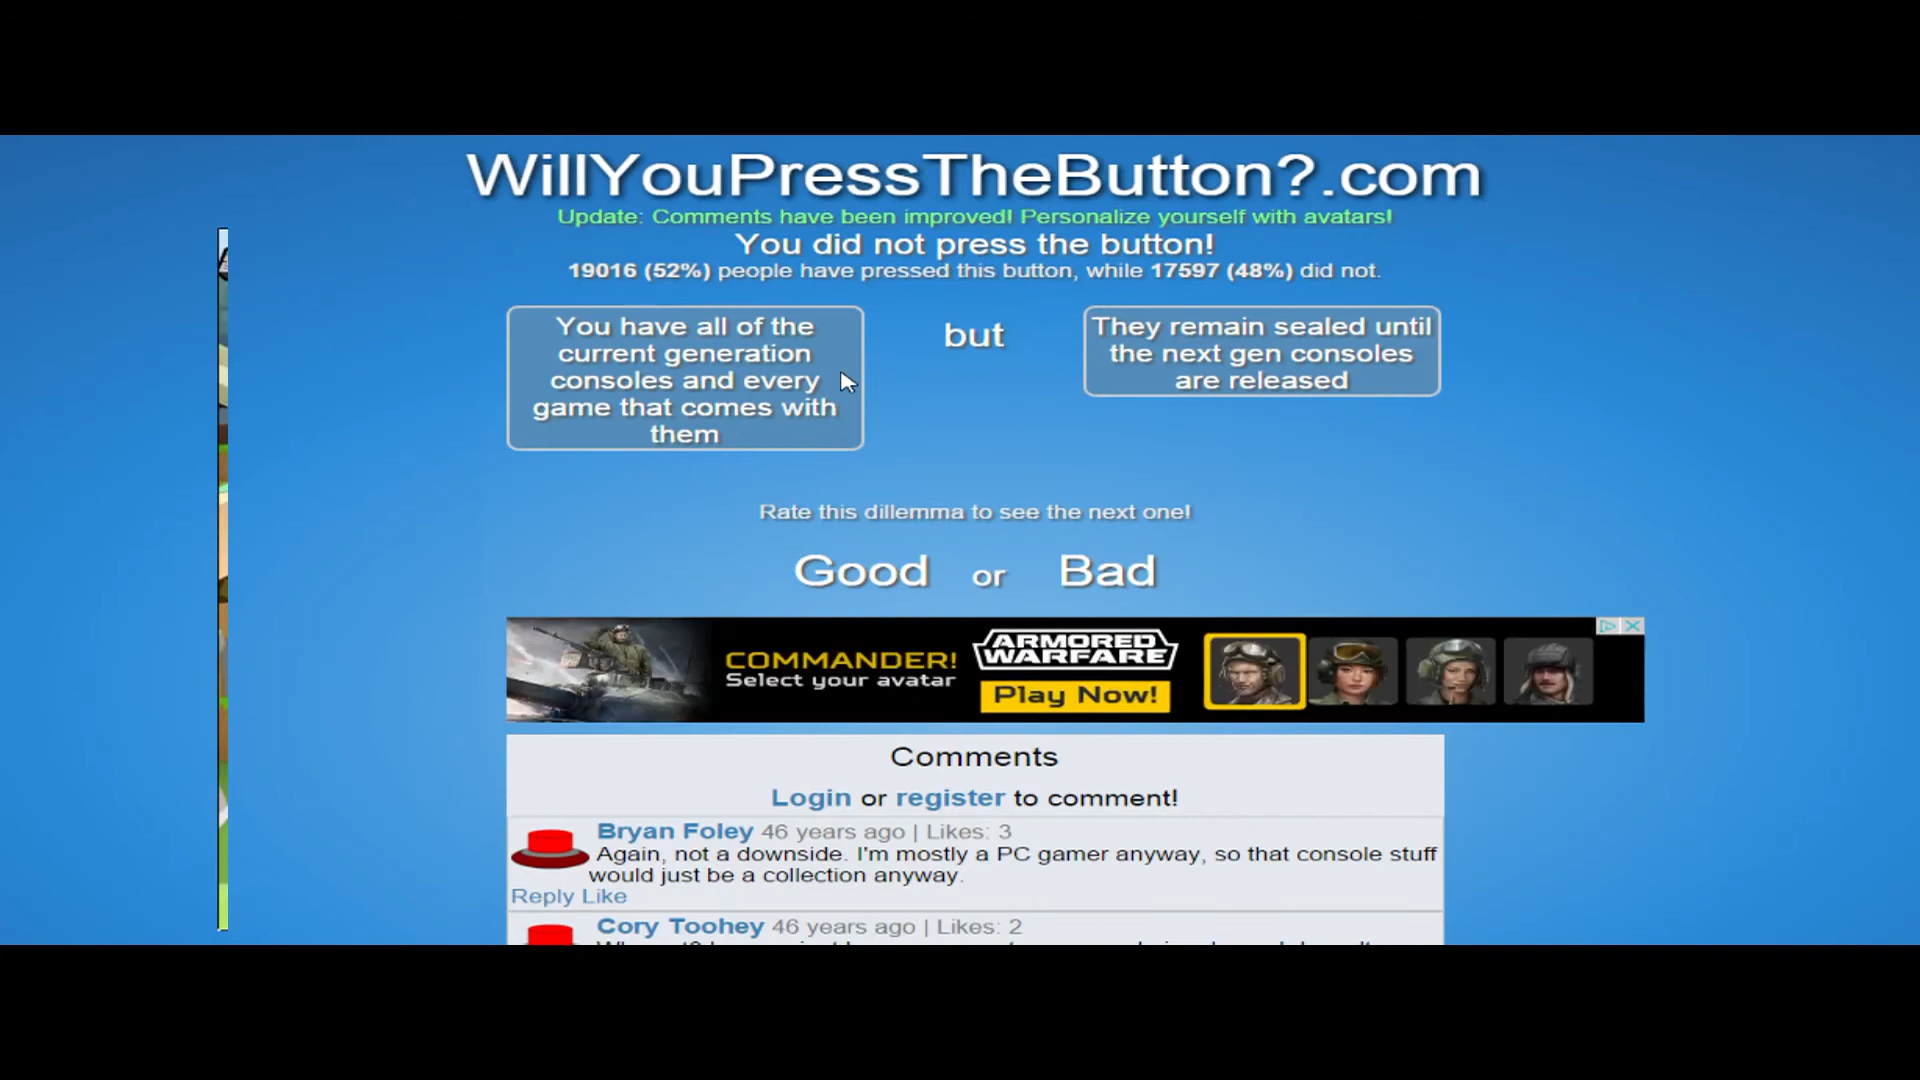 WillYouPressTheButton?.com
Update: Comments have been improved! Personalize yourself with avatars!
You did not press the button!
19016 (52%) people have pressed this button, while 17597 (48%) did not.
You have all of the
current generation
consoles and every
game that comes with
them
but
They remain sealed until
the next gen consoles
are released
Rate this dillemma to see the next one!
Good or Bad
COMMANDER!
Select your avatar
ARMORED
WARFARE
Play Now!
Comments
Login or register to comment!
Bryan Foley 46 years ago | Likes: 3
Again, not a downside. I'm mostly a PC gamer anyway, so that console stuff
would just be a collection anyway.
Reply Like
Cory Toohey 46 years ago | Likes: 2